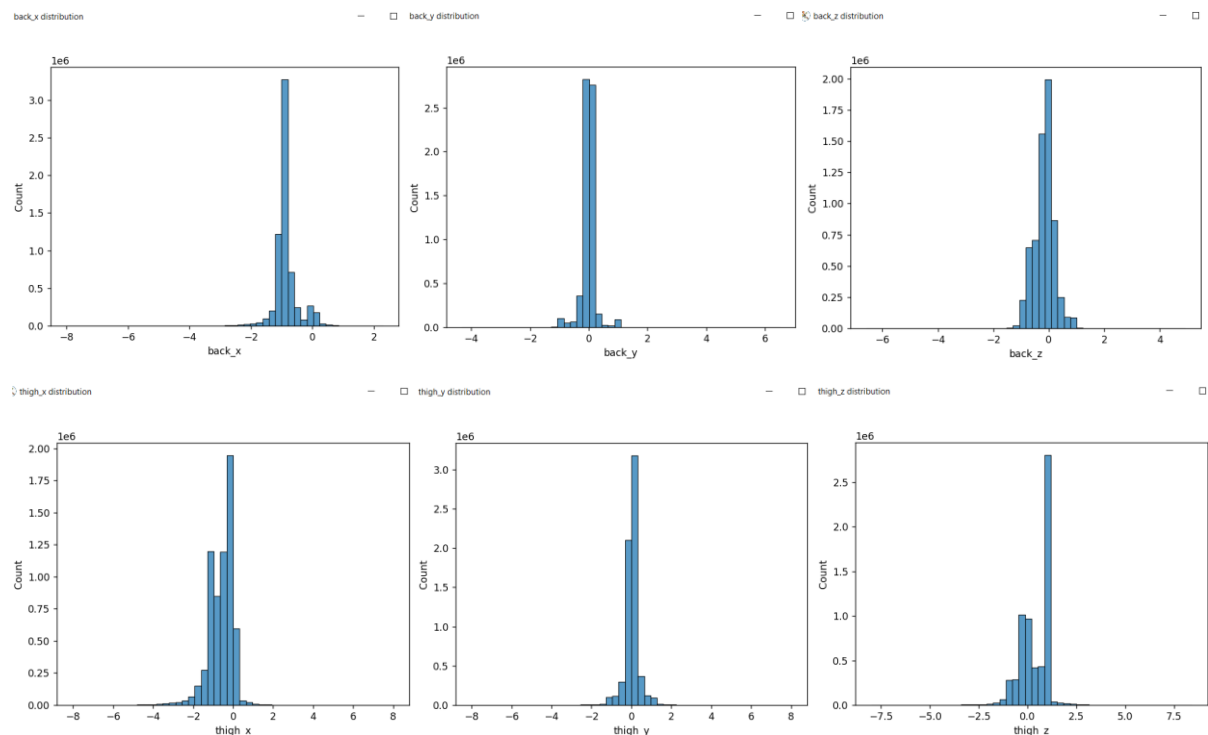 back_x distribution
1e6
3.0
2.5
2.0
1.5
1.0
0.5
0.0
Count
−8 −6 −4 −2 0 2
back_x
back_y distribution
1e6
2.5
2.0
1.5
1.0
0.5
0.0
Count
−4 −2 0 2 4 6
back_y
back_z distribution
1e6
2.00
1.75
1.50
1.25
1.00
0.75
0.50
0.25
0.00
Count
−6 −4 −2 0 2 4
back_z
thigh_x distribution
1e6
2.00
1.75
1.50
1.25
1.00
0.75
0.50
0.25
0.00
Count
−8 −6 −4 −2 0 2 4 6 8
thigh_x
thigh_y distribution
1e6
3.0
2.5
2.0
1.5
1.0
0.5
0.0
Count
−8 −6 −4 −2 0 2 4 6 8
thigh_y
thigh_z distribution
1e6
2.5
2.0
1.5
1.0
0.5
0.0
Count
−7.5 −5.0 −2.5 0.0 2.5 5.0 7.5
thigh_z